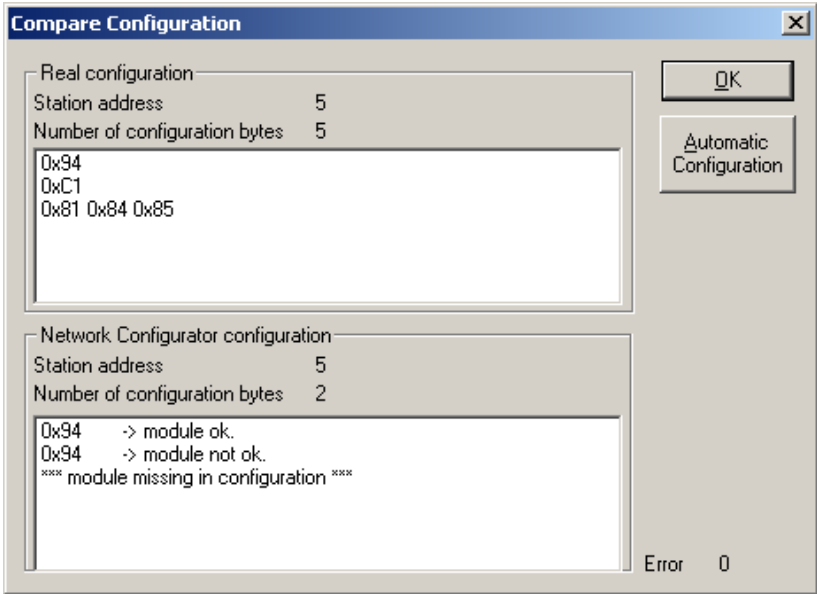 Compare Configuration
Real configuration
Station address 5
Number of configuration bytes 5
0x94
0xC1
0x81 0x84 0x85
OK
Automatic
Configuration
Network Configurator configuration
Station address 5
Number of configuration bytes 2
0x94 -> module ok.
0x94 -> module not ok.
*** module missing in configuration ***
Error 0